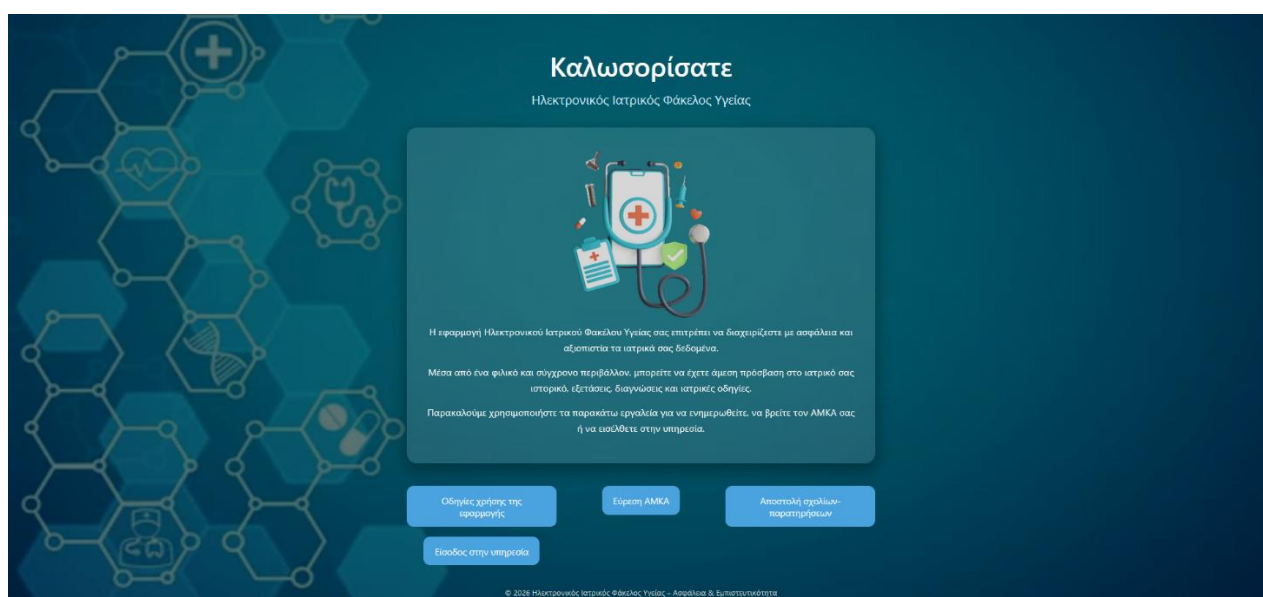 Καλωσορίσατε
Ηλεκτρονικός Ιατρικός Φάκελος Υγείας
Η εφαρμογή Ηλεκτρονικού Ιατρικού Φακέλου Υγείας σας επιτρέπει να διαχειρίζεστε με ασφάλεια και
αξιοπιστία τα ιατρικά σας δεδομένα.
Μέσα από ένα φιλικό και σύγχρονο περιβάλλον, μπορείτε να έχετε άμεση πρόσβαση στο ιατρικό σας
ιστορικό, εξετάσεις, διαγνώσεις και ιατρικές οδηγίες.
Παρακαλούμε χρησιμοποιήστε τα παρακάτω εργαλεία για να ενημερωθείτε, να βρείτε τον ΑΜΚΑ σας
ή να εισέλθετε στην υπηρεσία.
Οδηγίες χρήσης της
εφαρμογής
Εύρεση ΑΜΚΑ
Αποστολή σχολίων-
παρατηρήσεων
Είσοδος στην υπηρεσία
© 2026 Ηλεκτρονικός Ιατρικός Φάκελος Υγείας – Ασφάλεια & Εμπιστευτικότητα